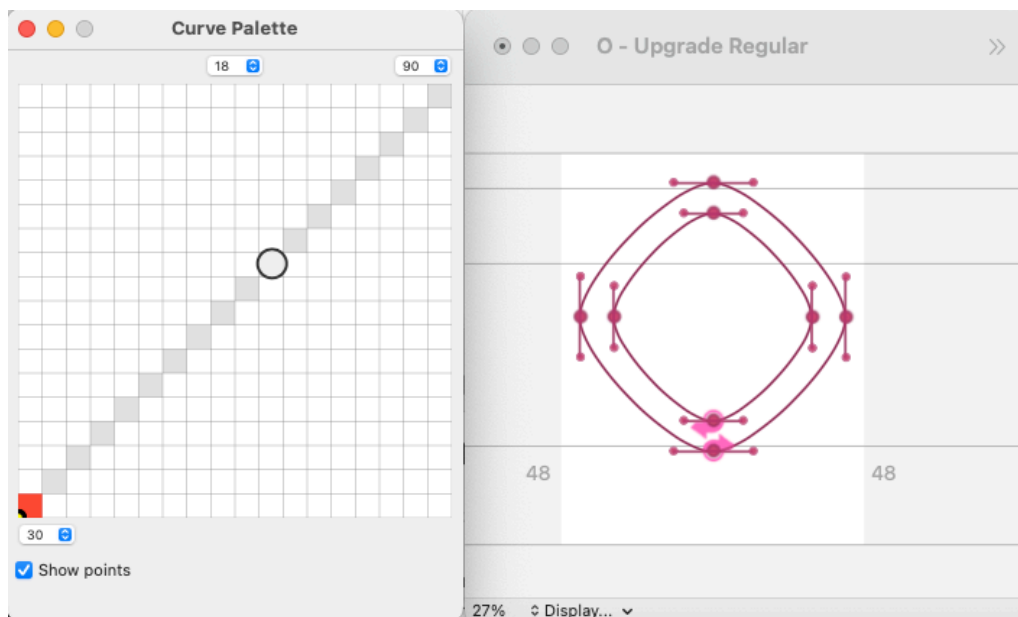 Curve Palette
18
90
30
Show points
O - Upgrade Regular
48
48
27%
Display...